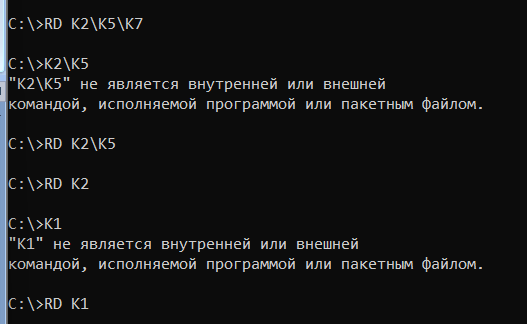 C:\>RD K2\K5\K7
C:\>K2\K5
"K2\K5" не является внутренней или внешней
командой, исполняемой программой или пакетным файлом.
C:\>RD K2\K5
C:\>RD K2
C:\>K1
"K1" не является внутренней или внешней
командой, исполняемой программой или пакетным файлом.
C:\>RD K1